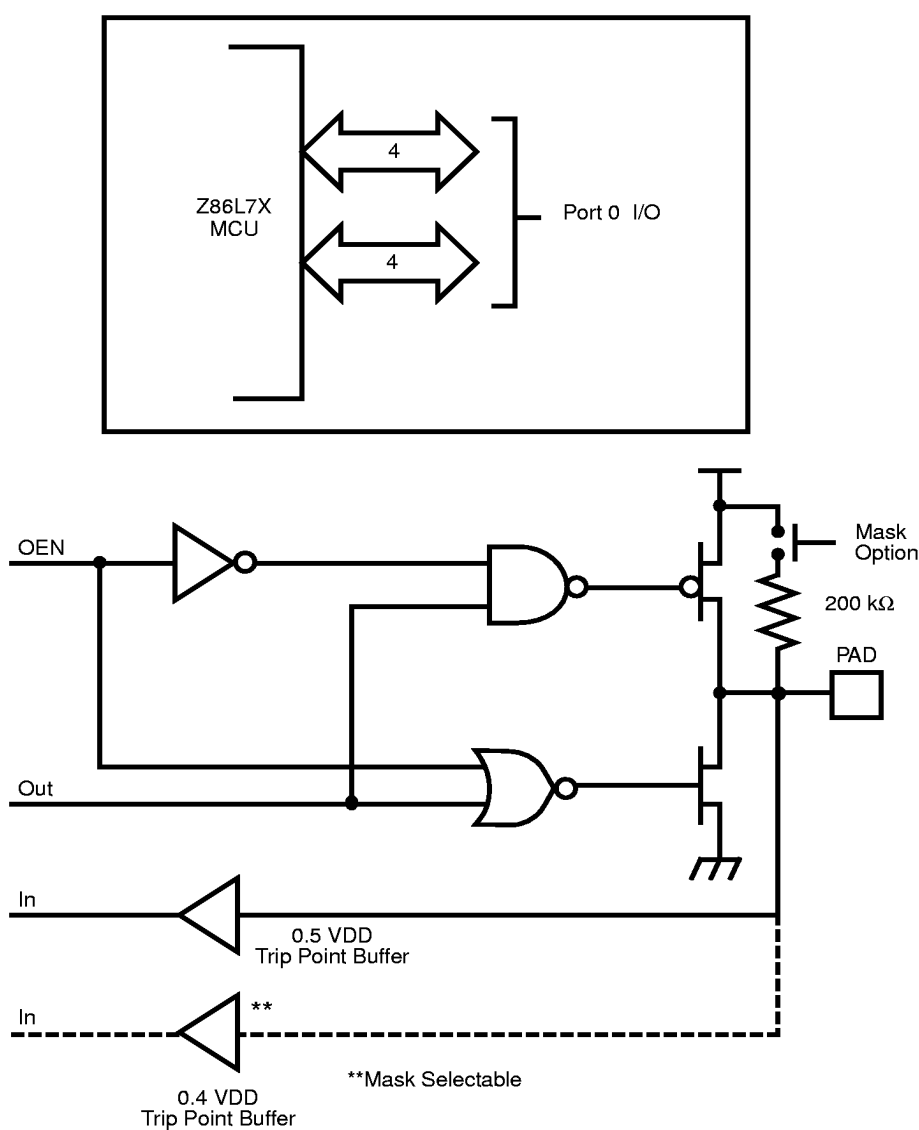 4
Z86L7X
MCU
Port 0 I/O
4
OEN
Mask
Option
200 kΩ
PAD
Out
In
0.5 VDD
Trip Point Buffer
**
In
**Mask Selectable
0.4 VDD
Trip Point Buffer